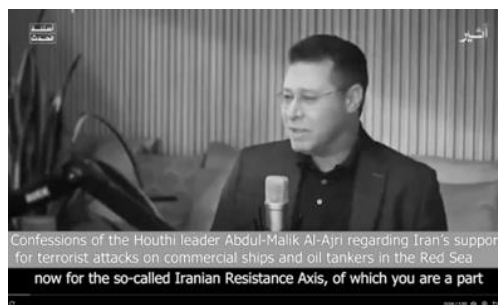 أثير
Confessions of the Houthi leader Abdul-Malik Al-Ajri regarding Iran's suppor
for terrorist attacks on commercial ships and oil tankers in the Red Sea
now for the so-called Iranian Resistance Axis, of which you are a part